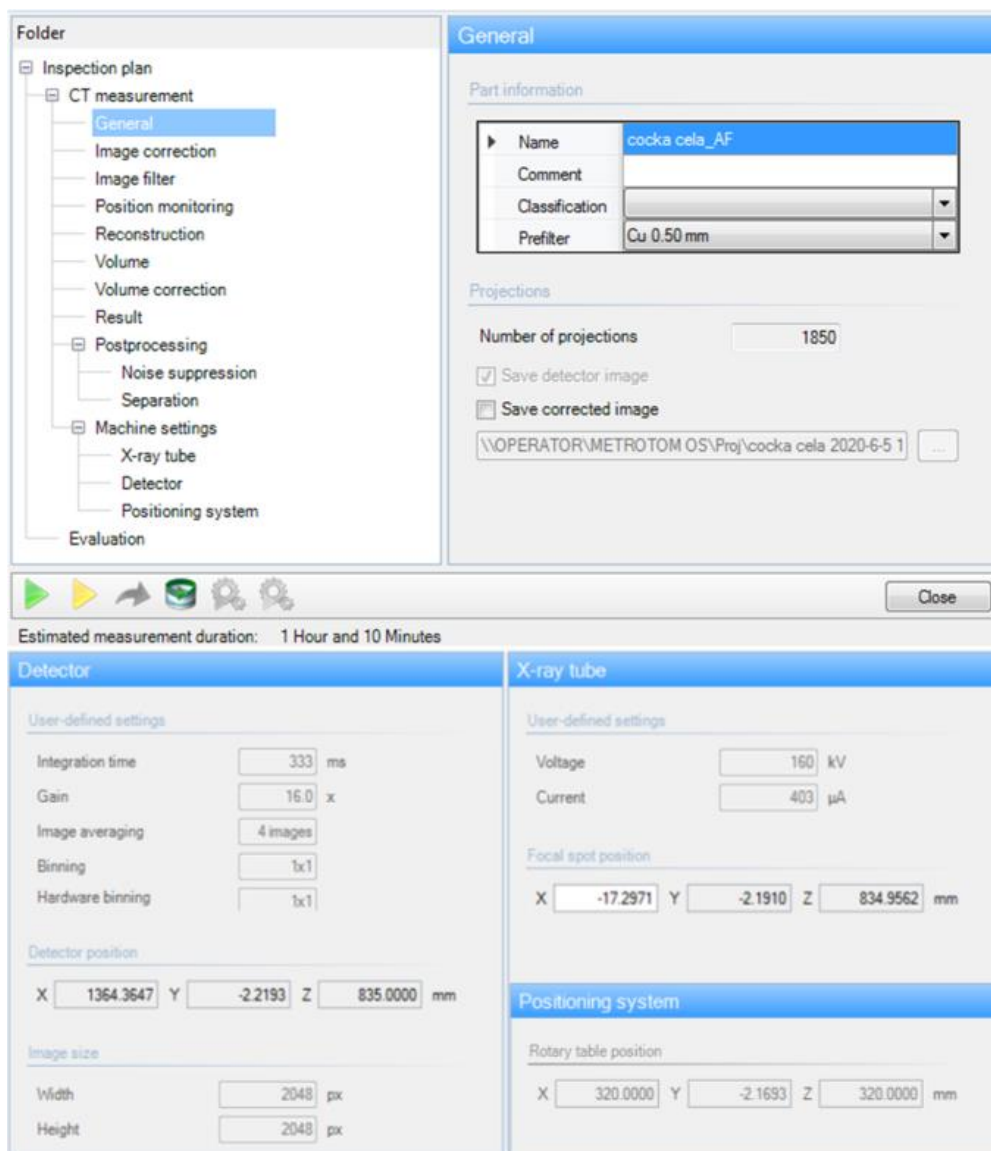 Folder
Inspection plan
CT measurement
General
Image correction
Image filter
Position monitoring
Reconstruction
Volume
Volume correction
Result
Postprocessing
Noise suppression
Separation
Machine settings
X-ray tube
Detector
Positioning system
Evaluation
General
Part information
Name cocka cela_AF
Comment
Classification
Prefilter Cu 0.50 mm
Projections
Number of projections 1850
Save detector image
Save corrected image
\\OPERATOR\METROTOM OS\Proj\cocka cela 2020-6-5 1 ...
Close
Estimated measurement duration: 1 Hour and 10 Minutes
Detector
User-defined settings
Integration time 333 ms
Gain 16.0 x
Image averaging 4 images
Binning 1x1
Hardware binning 1x1
Detector position
X 1364.3647 Y -2.2193 Z 835.0000 mm
Image size
Width 2048 px
Height 2048 px
X-ray tube
User-defined settings
Voltage 160 kV
Current 403 µA
Focal spot position
X -17.2971 Y -2.1910 Z 834.9562 mm
Positioning system
Rotary table position
X 320.0000 Y -2.1693 Z 320.0000 mm